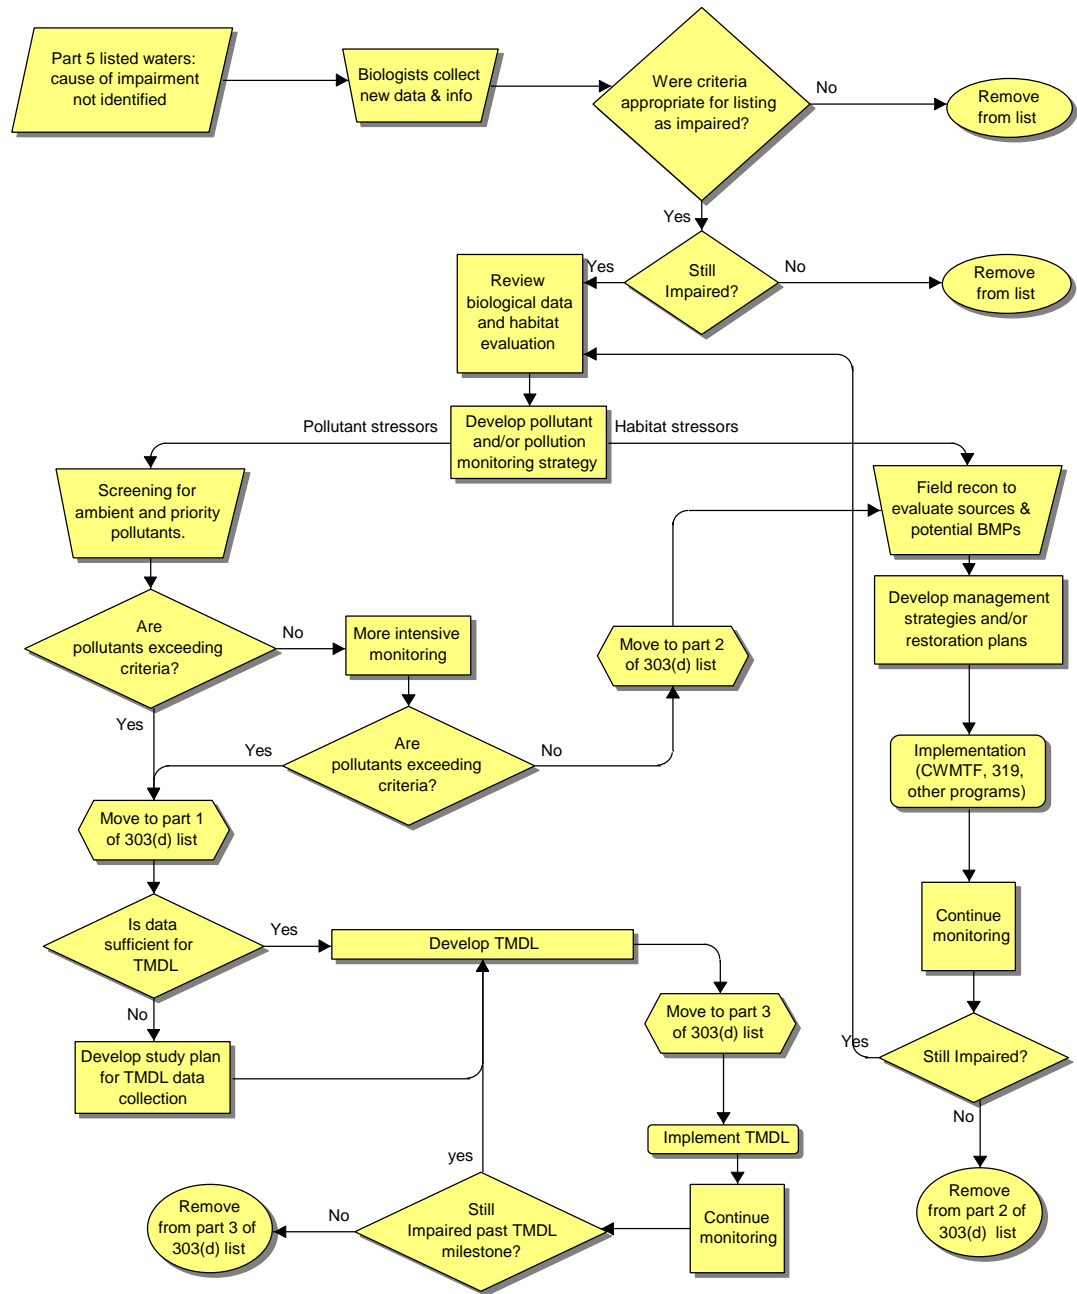 Part 5 listed waters:
cause of impairment
not identified
Biologists collect
new data & info
Were criteria
appropriate for listing
as impaired?
No
Remove
from list
Yes
Still
Impaired?
No
Remove
from list
Yes
Review
biological data
and habitat
evaluation
Develop pollutant
and/or pollution
monitoring strategy
Pollutant stressors
Habitat stressors
Screening for
ambient and priority
pollutants.
Field recon to
evaluate sources &
potential BMPs
Are
pollutants exceeding
criteria?
No
More intensive
monitoring
Move to part 2
of 303(d) list
Develop management
strategies and/or
restoration plans
Yes
Yes
Are
pollutants exceeding
criteria?
No
Implementation
(CWMTF, 319,
other programs)
Move to part 1
of 303(d) list
Is data
sufficient for
TMDL
Yes
Develop TMDL
Continue
monitoring
No
Move to part 3
of 303(d) list
Develop study plan
for TMDL data
collection
Yes
Still Impaired?
Implement TMDL
No
yes
Remove
from part 3 of
303(d) list
No
Still
Impaired past TMDL
milestone?
Continue
monitoring
Remove
from part 2 of
303(d) list